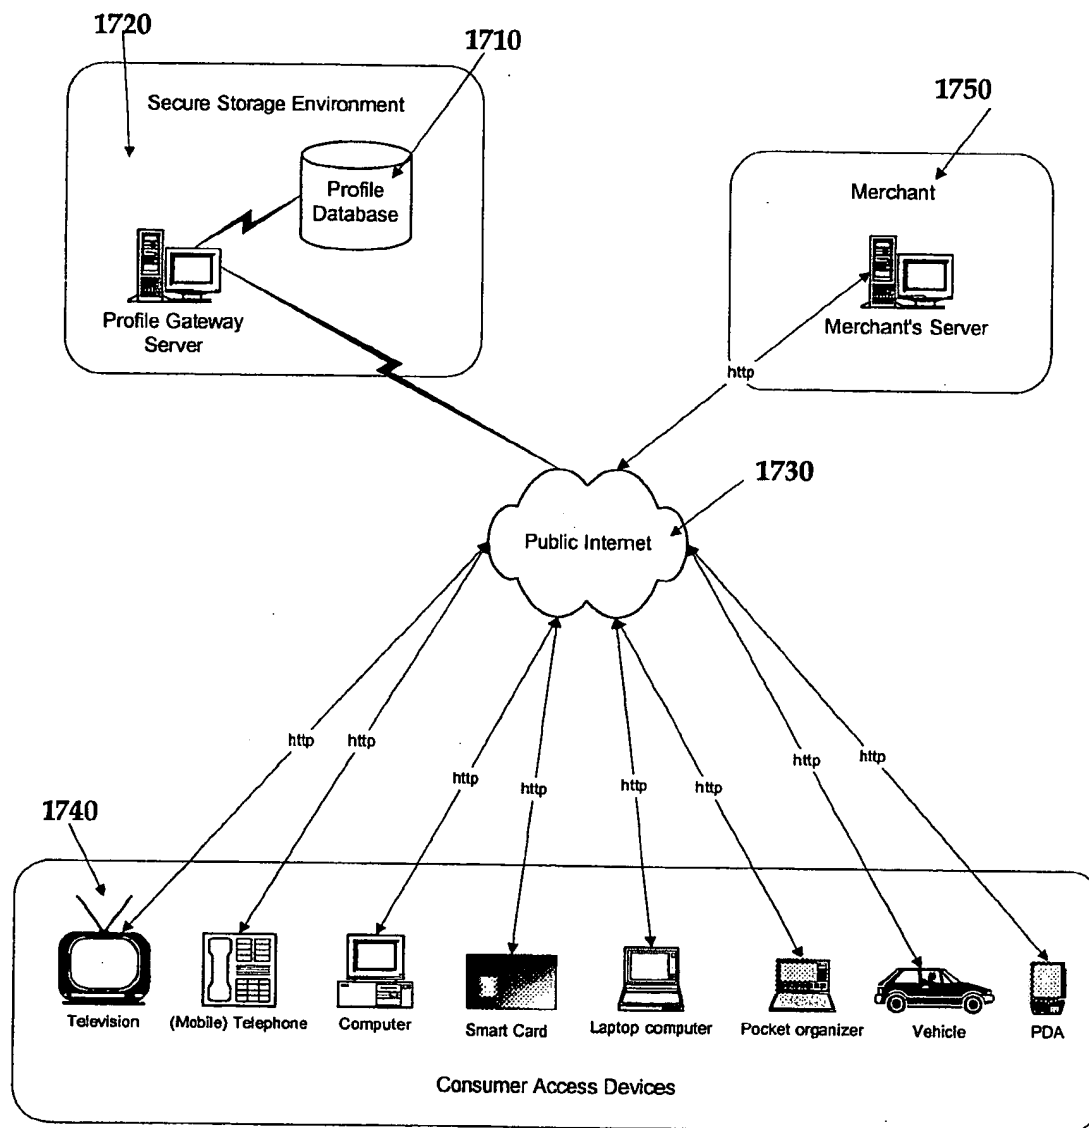 1720
1710
Secure Storage Environment
Profile
Database
Profile Gateway
Server
1750
Merchant
Merchant's Server
http
1730
Public Internet
http
http
http
http
http
http
http
http
1740
Television
(Mobile) Telephone
Computer
Smart Card
Laptop computer
Pocket organizer
Vehicle
PDA
Consumer Access Devices